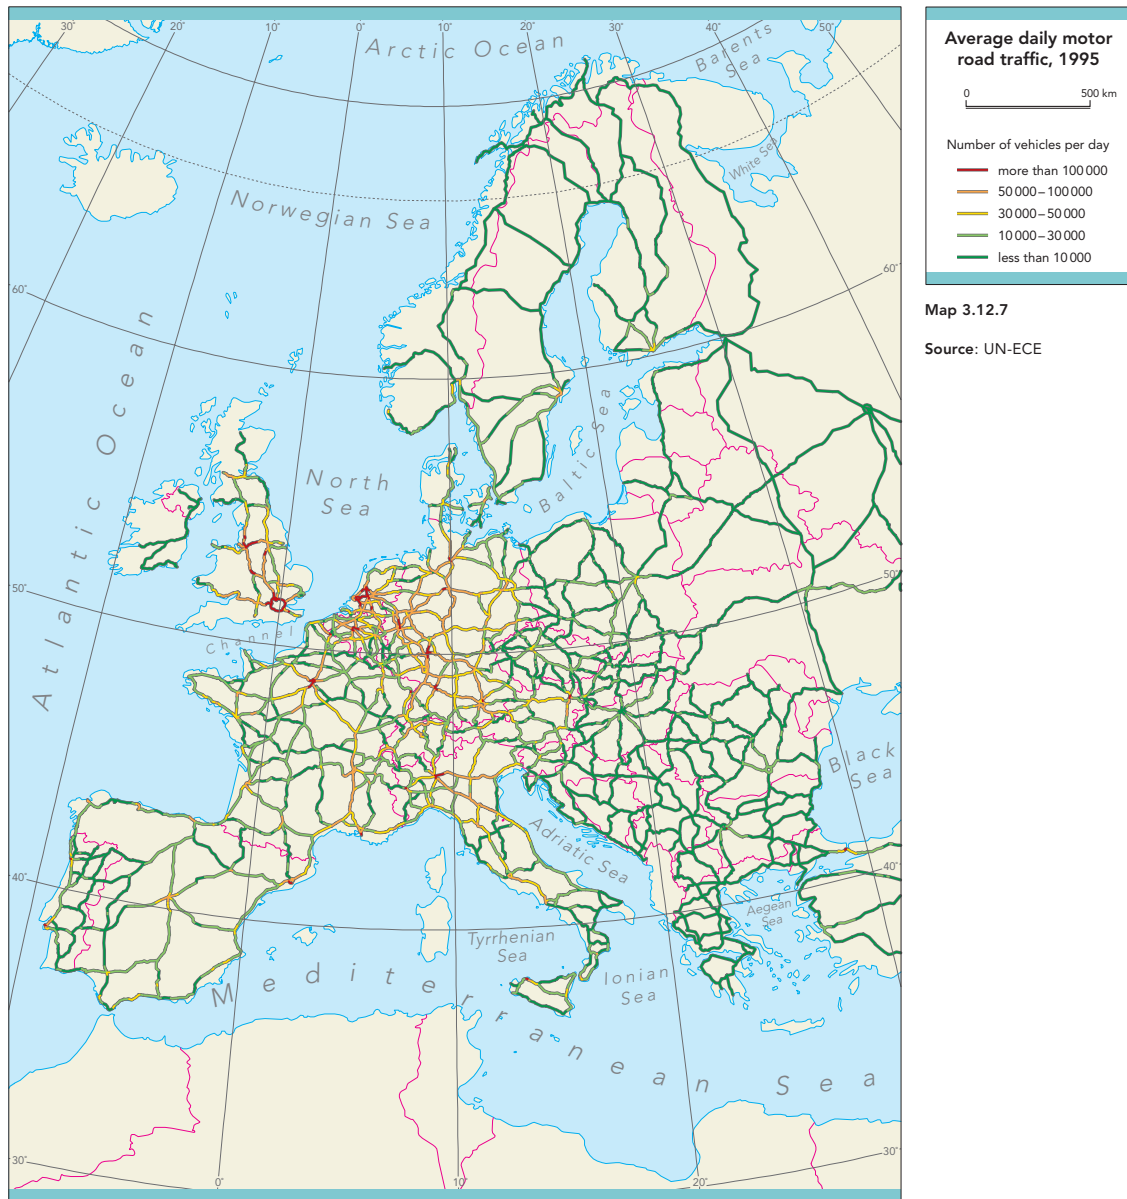 30°
20°
10°
0°
10°
20°
30°
40°
50°
Arctic Ocean
Barents
Sea
White Sea
Norwegian Sea
60°
60°
Atlantic Ocean
North
Sea
Baltic Sea
50°
50°
Channel
Black
Sea
Adriatic Sea
40°
40°
Aegean
Sea
Tyrrhenian
Sea
Ionian
Sea
Mediterranean Sea
30°
30°
0°
10°
20°
Average daily motor
road traffic, 1995
0 500 km
Number of vehicles per day
more than 100 000
50 000 – 100 000
30 000 – 50 000
10 000 – 30 000
less than 10 000
Map 3.12.7
Source: UN-ECE